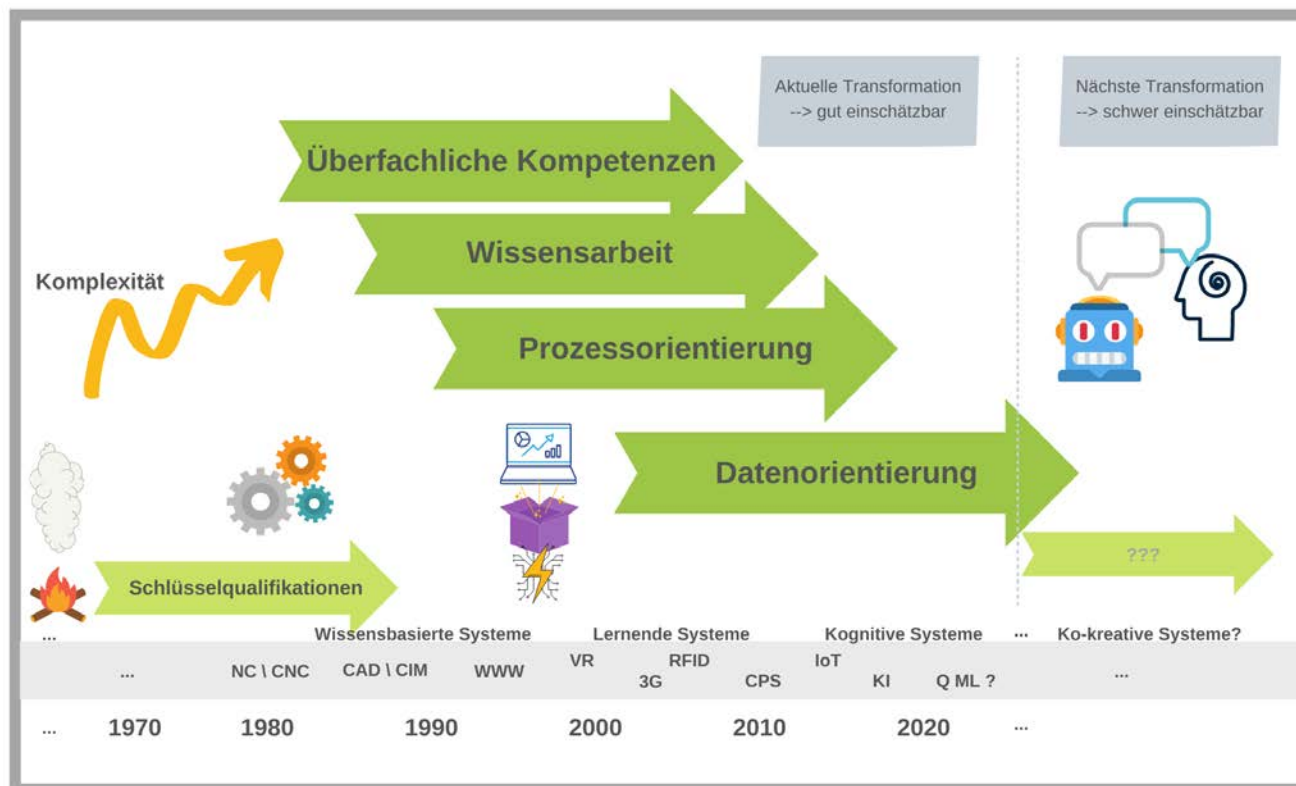 Aktuelle Transformation
--> gut einschätzbar
Nächste Transformation
--> schwer einschätzbar
Überfachliche Kompetenzen
Wissensarbeit
Komplexität
Prozessorientierung
Datenorientierung
???
Schlüsselqualifikationen
... Wissensbasierte Systeme Lernende Systeme Kognitive Systeme ... Ko-kreative Systeme?
... NC \ CNC CAD \ CIM WWW VR 3G RFID CPS IoT KI Q ML ? ...
... 1970 1980 1990 2000 2010 2020 ...